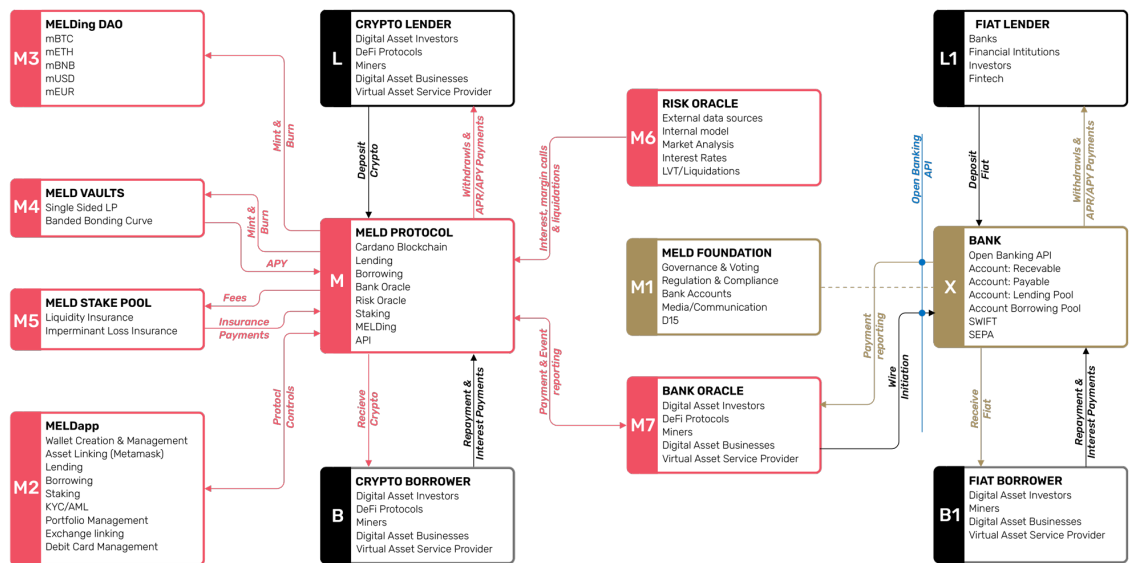 M3
MELDing DAO
mBTC
mETH
mBNB
mUSD
mEUR
L
CRYPTO LENDER
Digital Asset Investors
DeFi Protocols
Miners
Digital Asset Businesses
Virtual Asset Service Provider
L1
FIAT LENDER
Banks
Financial Intitutions
Investors
Fintech
M6
RISK ORACLE
External data sources
Internal model
Market Analysis
Interest Rates
LVT/Liquidations
Mint &
Burn
Deposit
Crypto
Withdrawls &
APR/APY Payments
Interest, margin calls
& liquidations
Open Banking
API
Deposit
Fiat
Withdrawls &
APR/APY Payments
M4
MELD VAULTS
Single Sided LP
Banded Bonding Curve
Mint &
Burn
APY
M
MELD PROTOCOL
Cardano Blockchain
Lending
Borrowing
Bank Oracle
Risk Oracle
Staking
MELDing
API
M1
MELD FOUNDATION
Governance & Voting
Regulation & Compliance
Bank Accounts
Media/Communication
D15
X
BANK
Open Banking API
Account: Recevable
Account: Payable
Account: Lending Pool
Account Borrowing Pool
SWIFT
SEPA
M5
MELD STAKE POOL
Liquidity Insurance
Imperminant Loss Insurance
Fees
Insurance
Payments
Protocl
Controls
Recieve
Crypto
Repayment &
Interest Payments
Payment & Event
reporting
Payment
reporting
Wire
Initiation
Receive
Fiat
Repayment &
Interest Payments
M7
BANK ORACLE
Digital Asset Investors
DeFi Protocols
Miners
Digital Asset Businesses
Virtual Asset Service Provider
M2
MELDapp
Wallet Creation & Management
Asset Linking (Metamask)
Lending
Borrowing
Staking
KYC/AML
Portfolio Management
Exchange linking
Debit Card Management
B
CRYPTO BORROWER
Digital Asset Investors
DeFi Protocols
Miners
Digital Asset Businesses
Virtual Asset Service Provider
B1
FIAT BORROWER
Digital Asset Investors
Miners
Digital Asset Businesses
Virtual Asset Service Provider